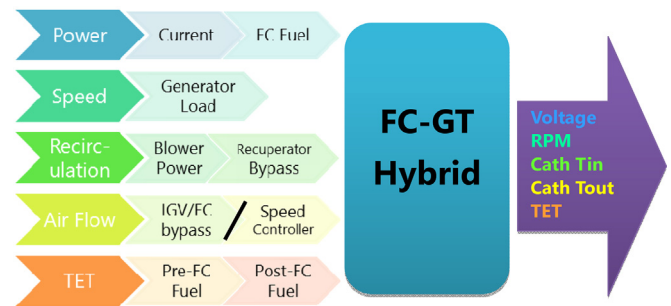 Power
Current
FC Fuel
Speed
Generator
Load
Recirc-
ulation
Blower
Power
Recuperator
Bypass
Air Flow
IGV/FC
bypass
Speed
Controller
TET
Pre-FC
Fuel
Post-FC
Fuel
FC-GT
Hybrid
Voltage
RPM
Cath Tin
Cath Tout
TET